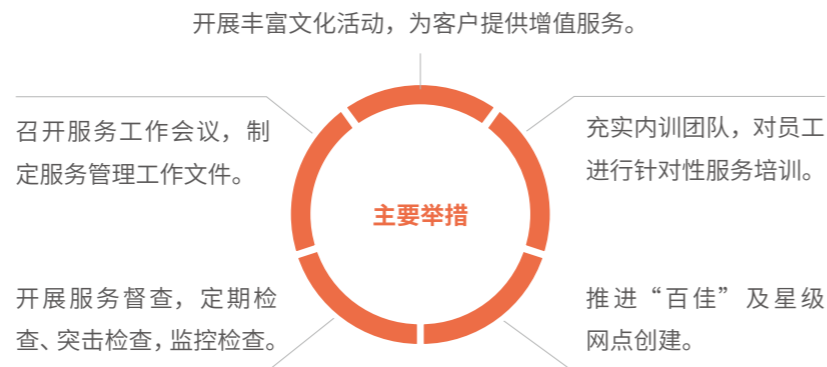 开展丰富文化活动，为客户提供增值服务。
召开服务工作会议，制
定服务管理工作文件。
充实内训团队，对员工
进行针对性服务培训。
主要举措
开展服务督查，定期检
查、突击检查，监控检查。
推进“百佳”及星级
网点创建。